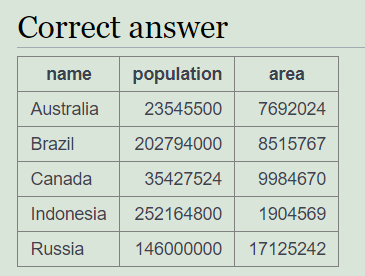 Correct answer
name population area
Australia 23545500 7692024
Brazil 202794000 8515767
Canada 35427524 9984670
Indonesia 252164800 1904569
Russia 146000000 17125242